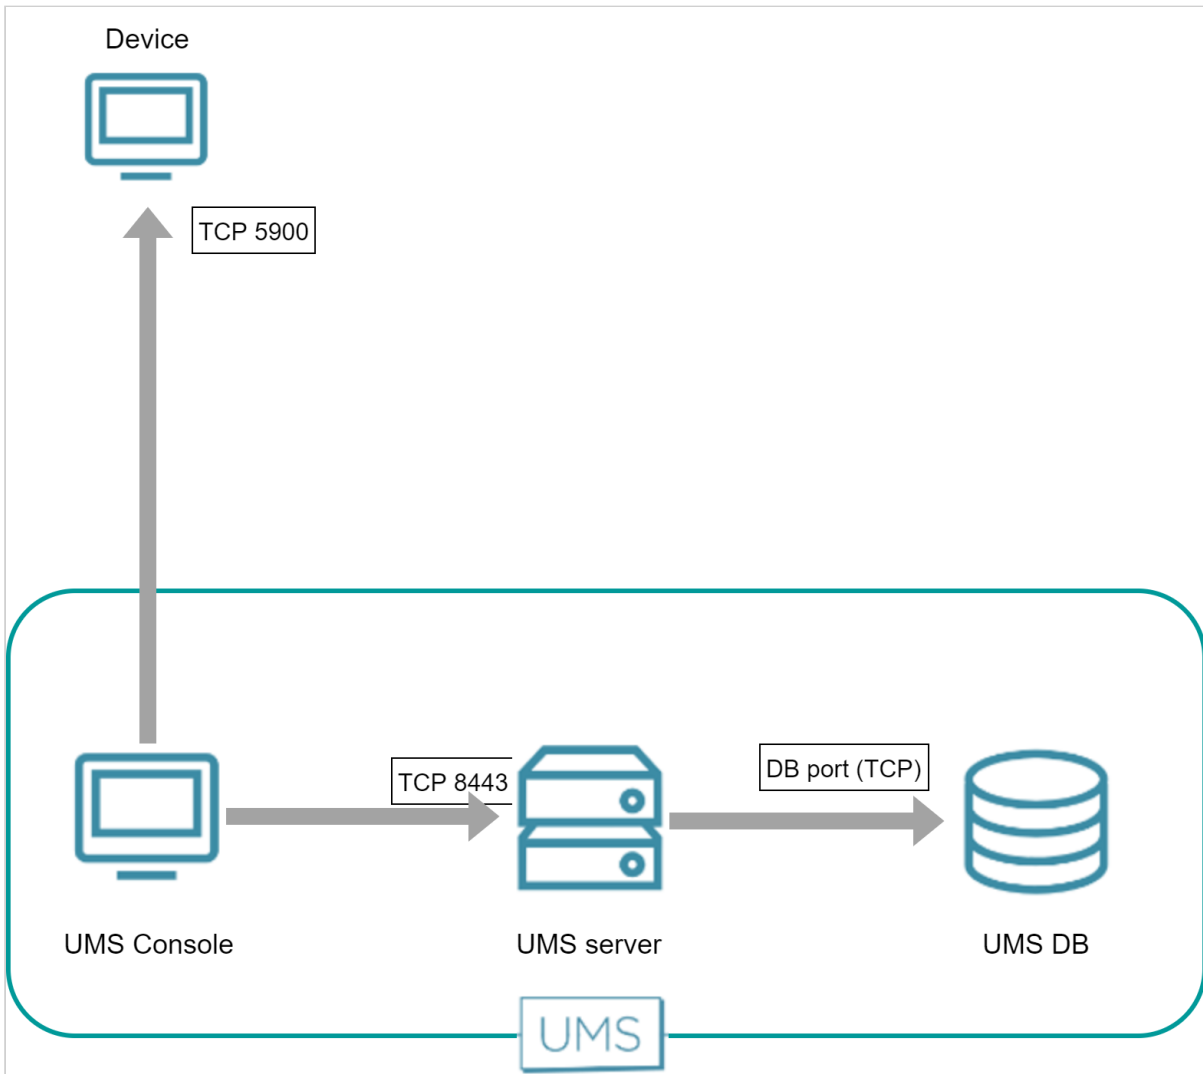 Device
TCP 5900
TCP 8443
DB port (TCP)
UMS Console
UMS server
UMS DB
UMS